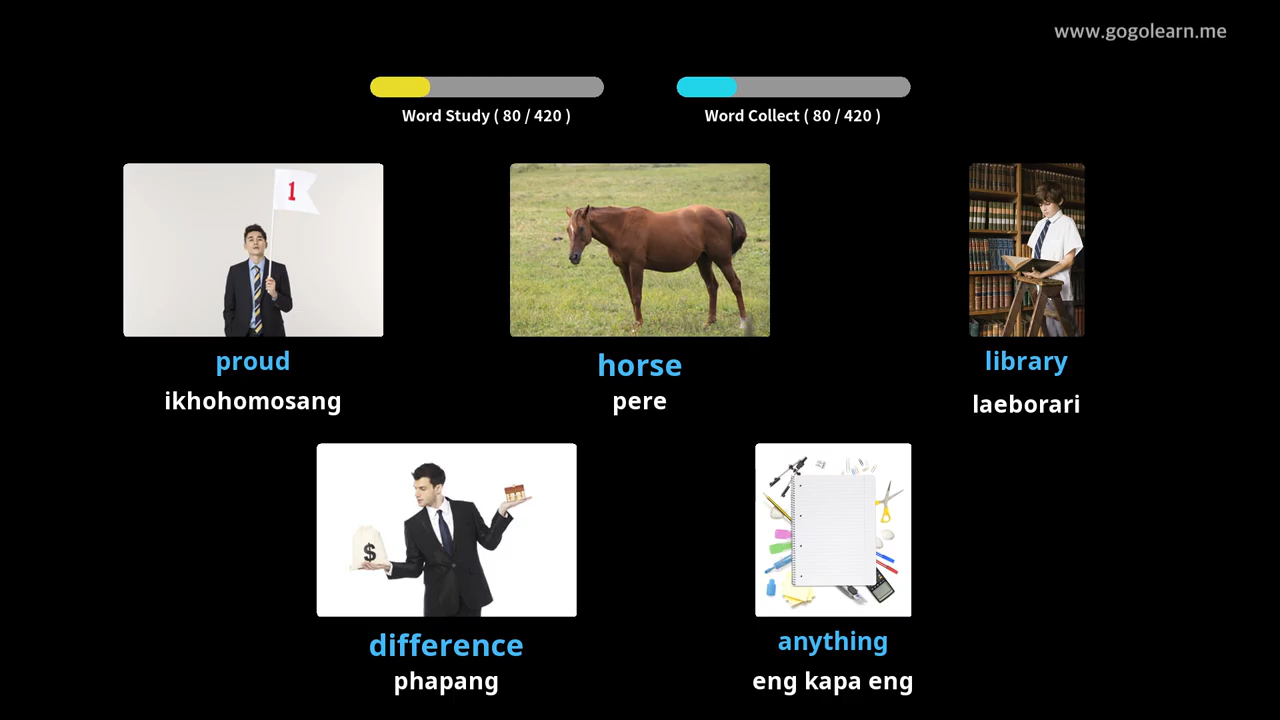 www.gogolearn.me
Word Study ( 80 / 420 )
Word Collect ( 80 / 420 )
1
proud
ikhohomosang
horse
pere
library
laeborari
$
difference
phapang
anything
eng kapa eng